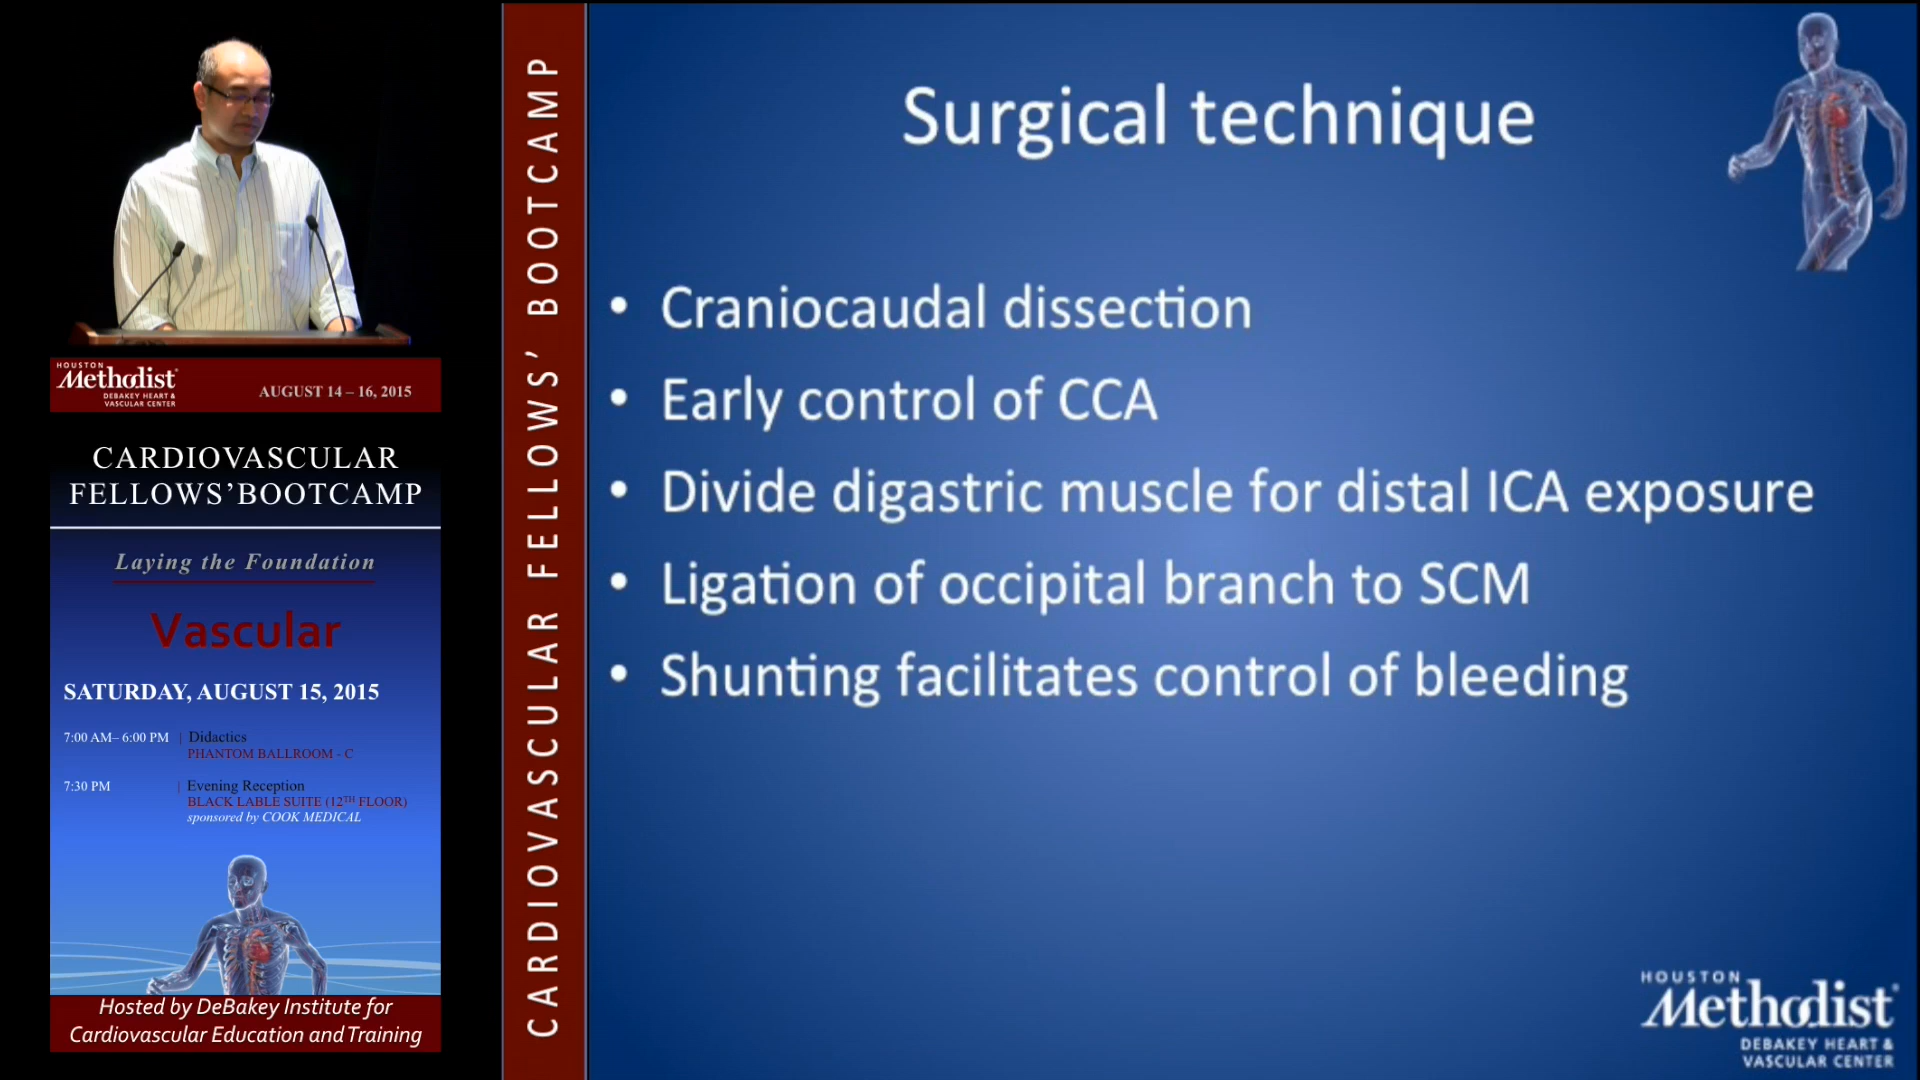 HOUSTON
Methodist
DEBAKEY HEART &
VASCULAR CENTER
AUGUST 14 – 16, 2015
CARDIOVASCULAR
FELLOWS’BOOTCAMP
Laying the Foundation
Vascular
SATURDAY, AUGUST 15, 2015
7:00 AM– 6:00 PM | Didactics
PHANTOM BALLROOM - C
7:30 PM | Evening Reception
BLACK LABLE SUITE (12TH FLOOR)
sponsored by COOK MEDICAL
Hosted by DeBakey Institute for
Cardiovascular Education and Training
CARDIOVASCULAR FELLOWS’ BOOTCAMP
Surgical technique
• Craniocaudal dissection
• Early control of CCA
• Divide digastric muscle for distal ICA exposure
• Ligation of occipital branch to SCM
• Shunting facilitates control of bleeding
HOUSTON
Methodist
DEBAKEY HEART &
VASCULAR CENTER